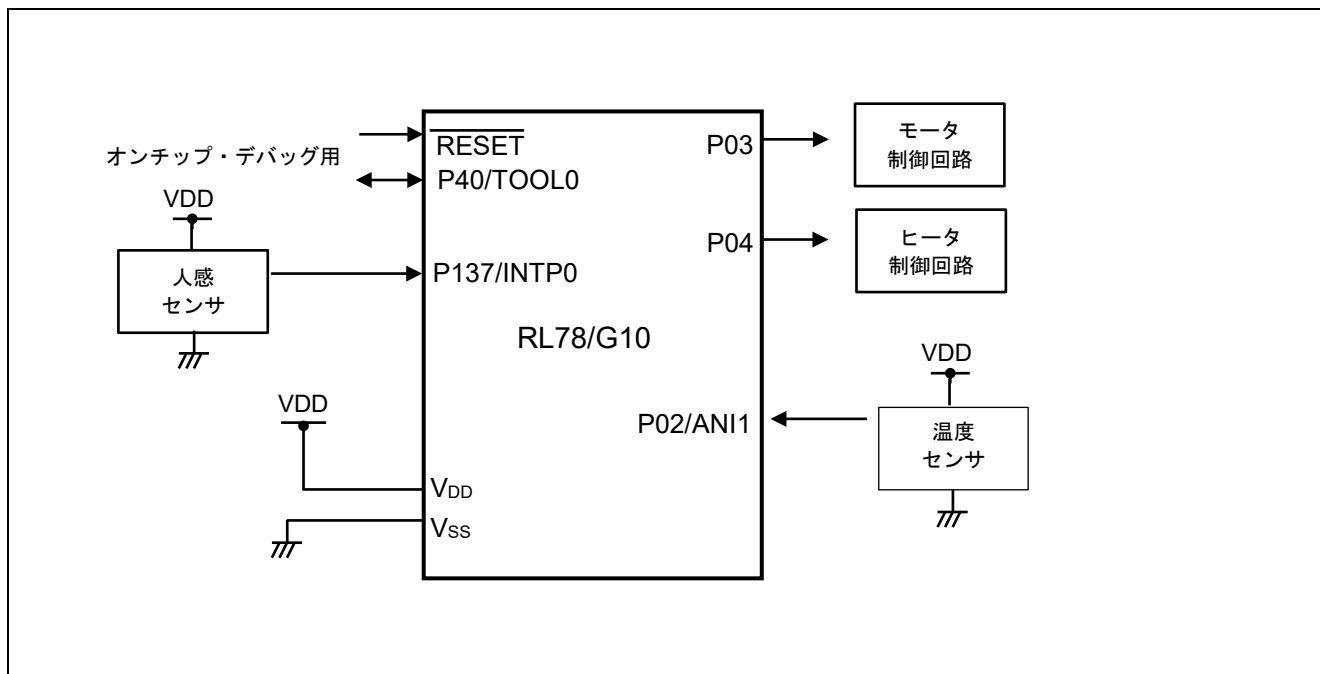 オンチップ・デバッグ用
RESET
P40/TOOL0
VDD
人感
センサ
P137/INTP0
RL78/G10
VDD
VDD
VSS
P03
モータ
制御回路
P04
ヒータ
制御回路
P02/ANI1
VDD
温度
センサ